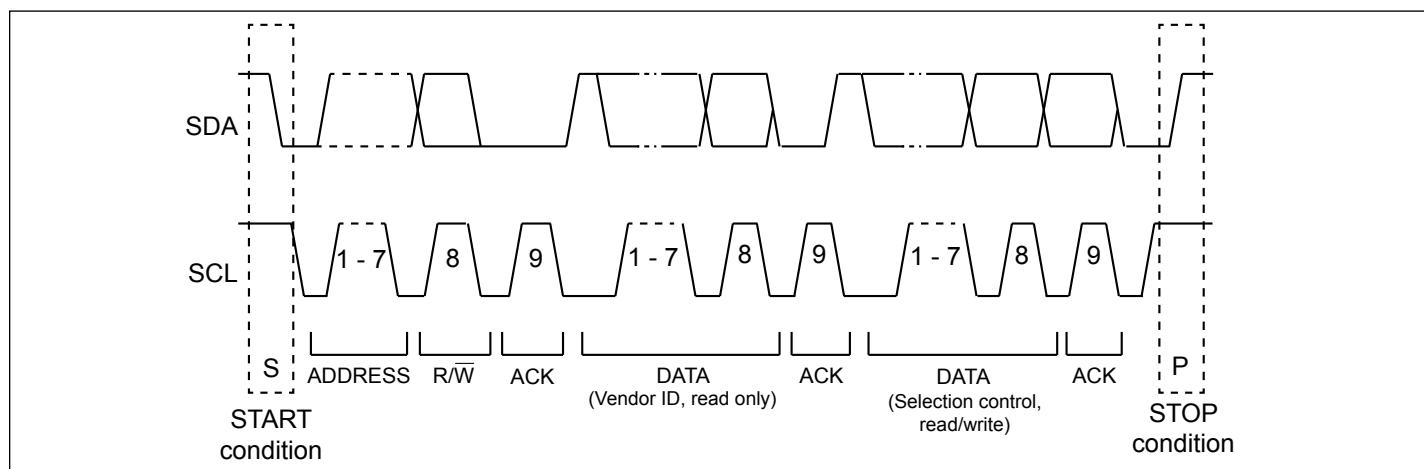 SDA
SCL
1 - 7
8
9
1 - 7
8
9
1 - 7
8
9
S
ADDRESS
R/W̅
ACK
DATA
(Vendor ID, read only)
ACK
DATA
(Selection control,
read/write)
ACK
P
START
condition
STOP
condition